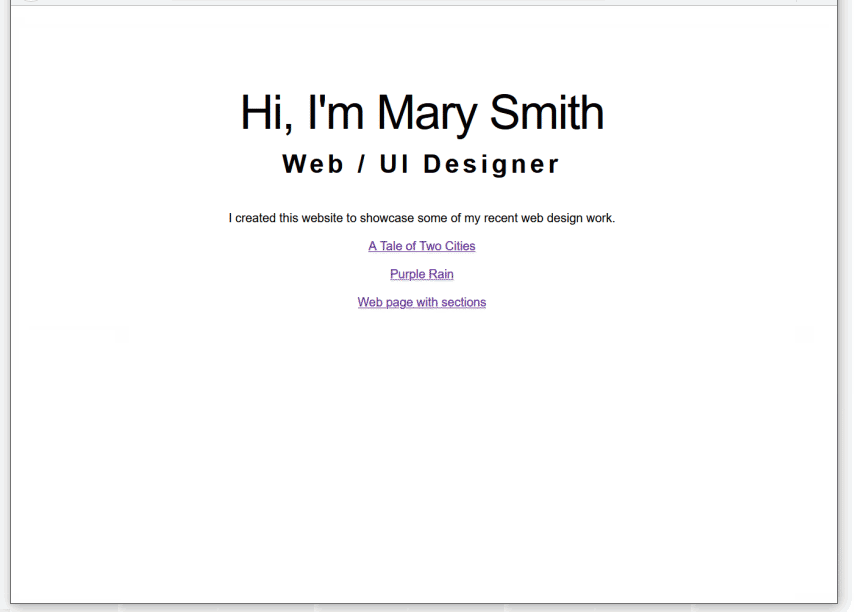 Hi, I'm Mary Smith
Web / UI Designer
I created this website to showcase some of my recent web design work.
A Tale of Two Cities
Purple Rain
Web page with sections